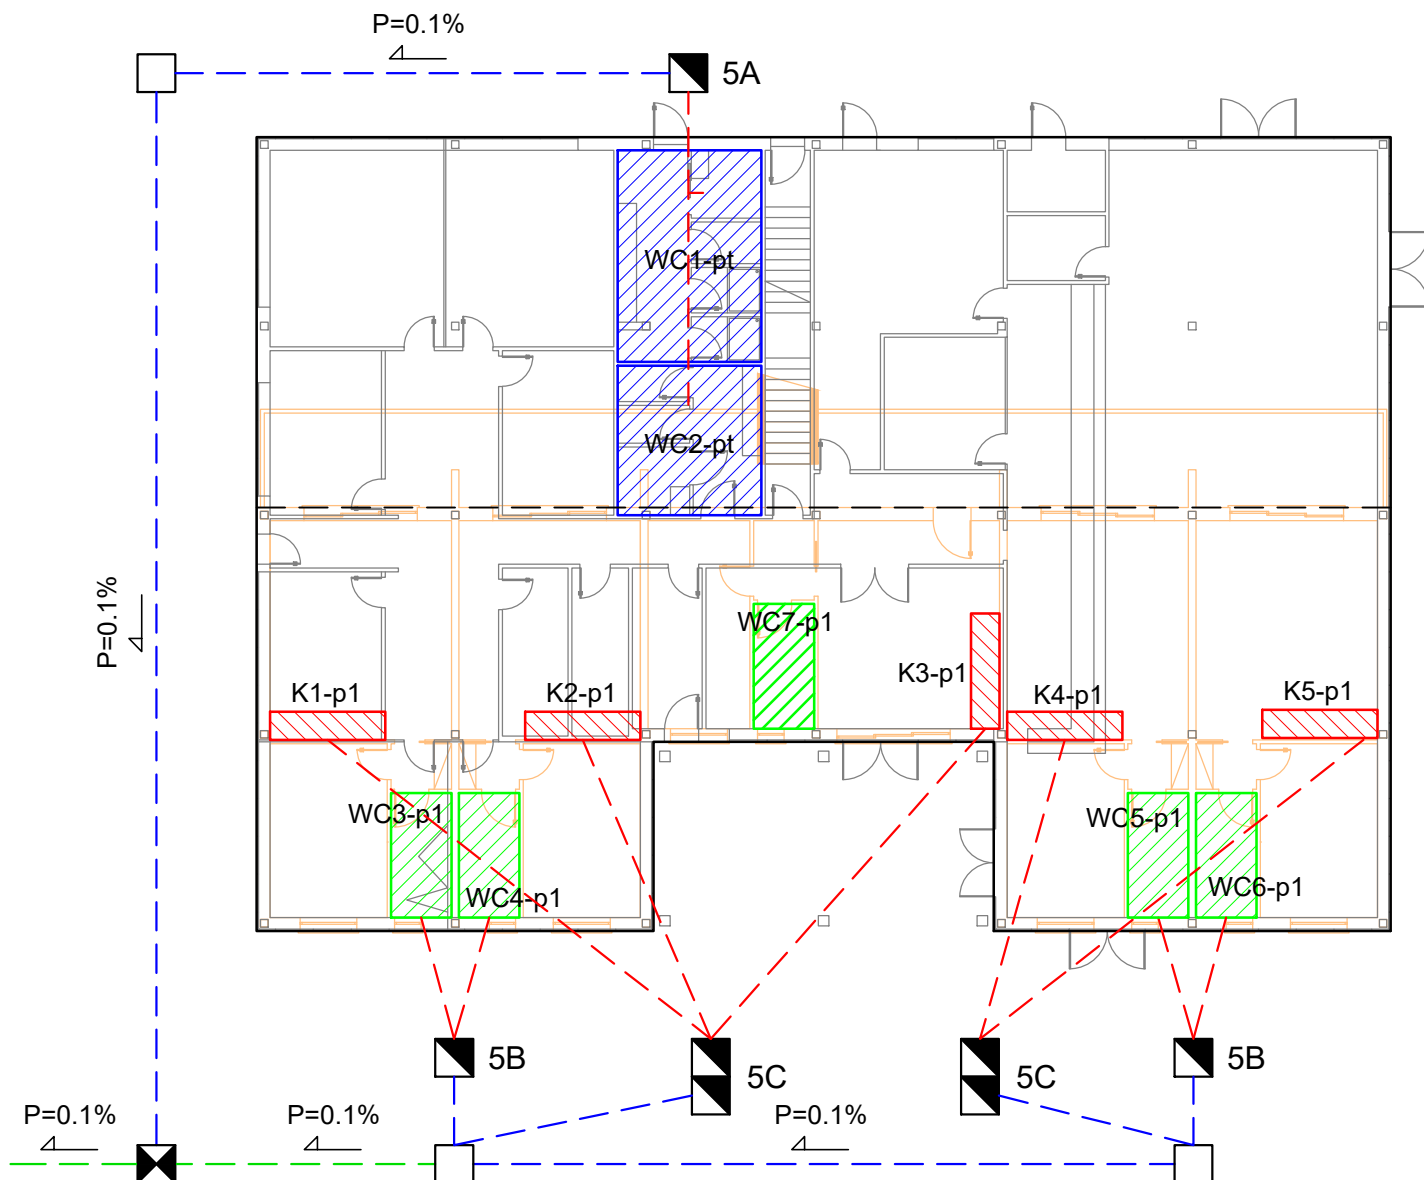 P=0.1%
5A
WC1-pt
WC2-pt
P=0.1%
WC7-p1
K3-p1
K1-p1
K2-p1
K4-p1
K5-p1
WC3-p1
WC5-p1
WC4-p1
WC6-p1
5B
5C
5C
5B
P=0.1%
P=0.1%
P=0.1%